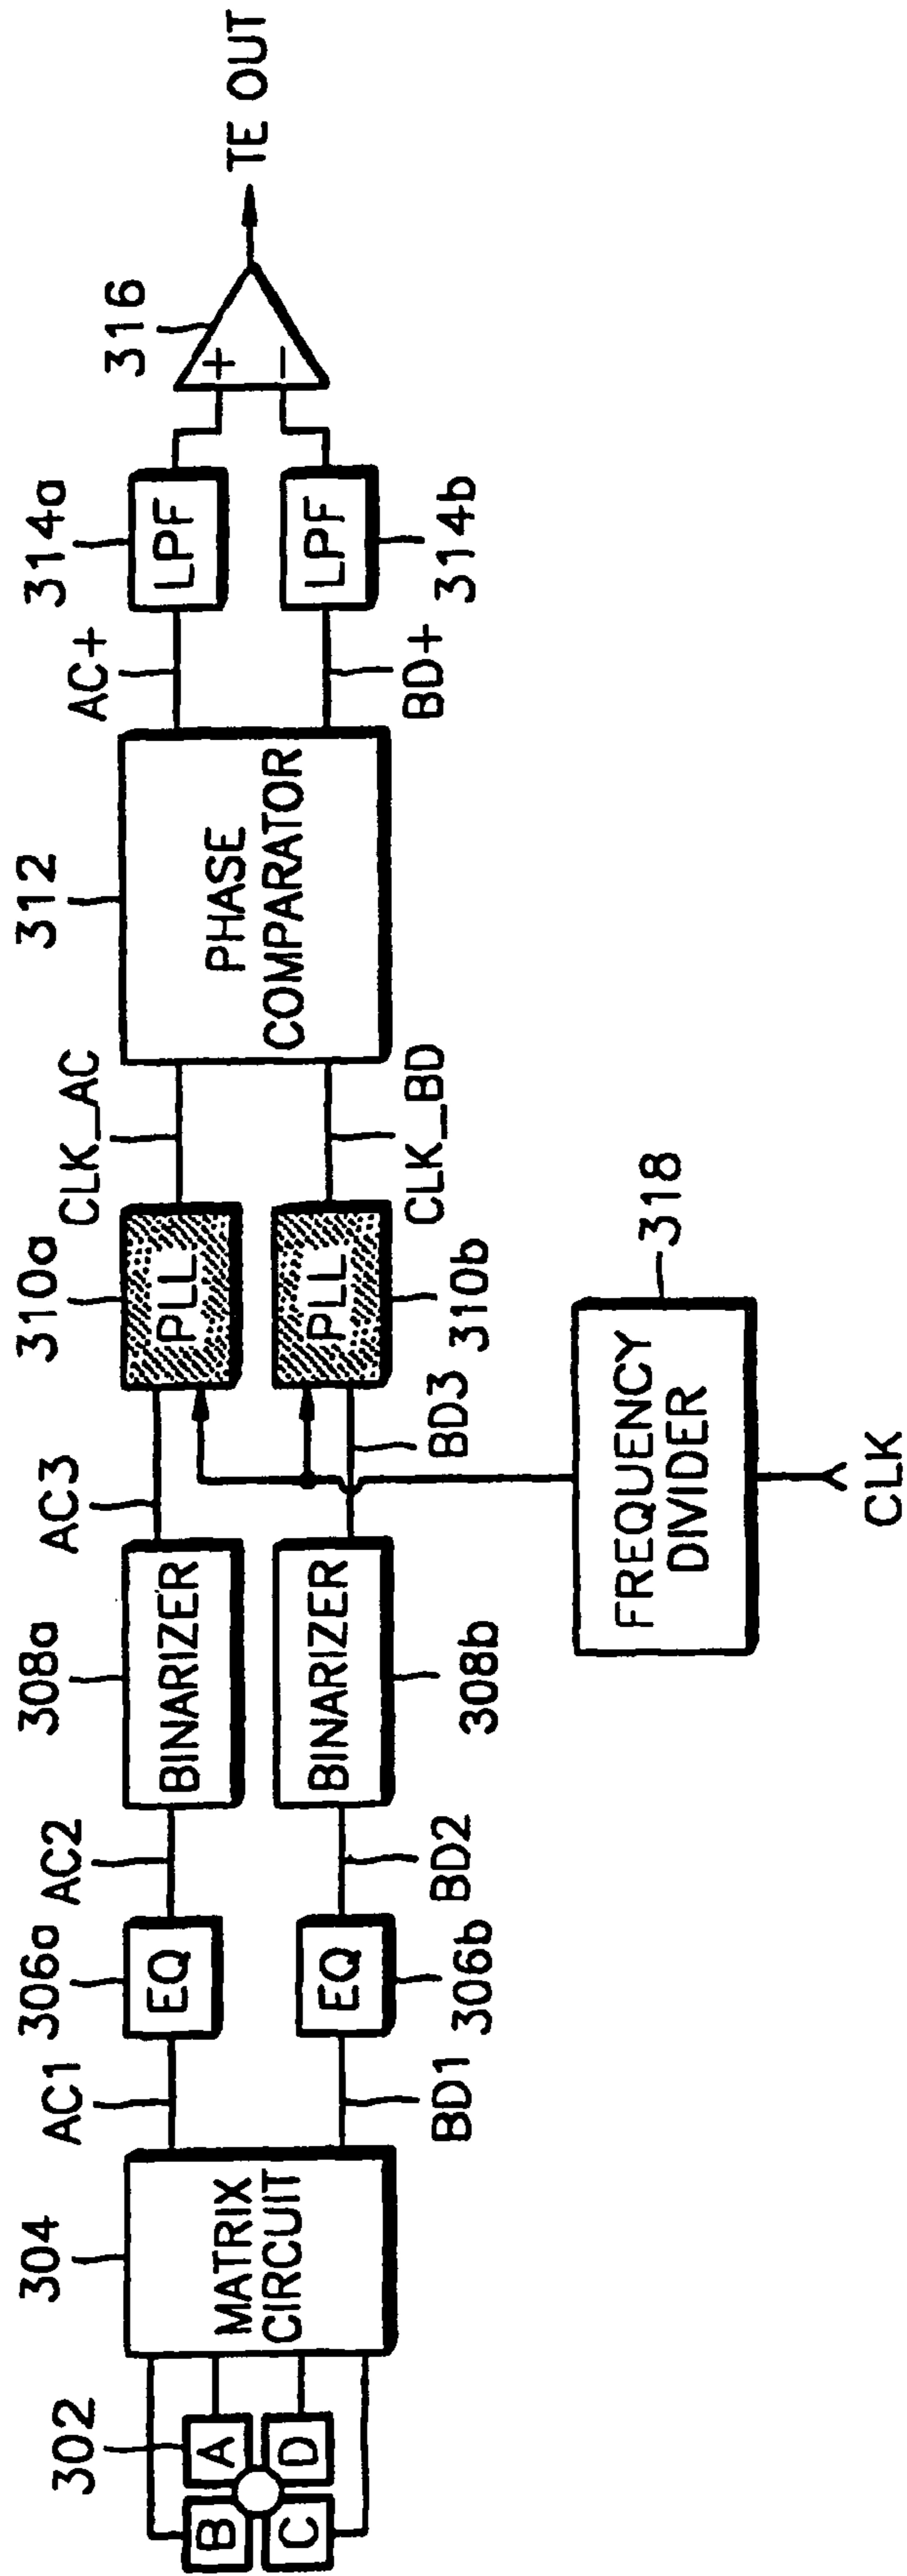 302
B
A
C
D
304
MATRIX
CIRCUIT
AC1
BD1
306a
EQ
EQ
306b
AC2
BD2
308a
BINARIZER
BINARIZER
308b
AC3
BD3
310a
PLL
PLL
310b
FREQUENCY
DIVIDER
318
CLK
CLK_AC
CLK_BD
312
PHASE
COMPARATOR
AC+
BD+
314a
LPF
LPF
314b
316
+
−
TE OUT